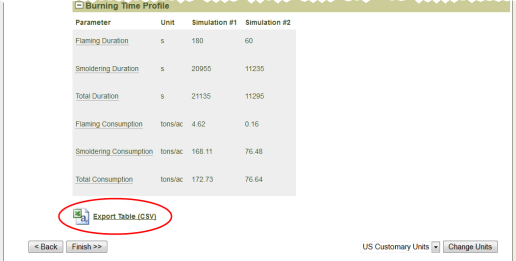 Burning Time Profile
Parameter Unit Simulation #1 Simulation #2
Flaming Duration s 180 60
Smoldering Duration s 20955 11235
Total Duration s 21135 11295
Flaming Consumption tons/ac 4.62 0.16
Smoldering Consumption tons/ac 168.11 76.48
Total Consumption tons/ac 172.73 76.64
Export Table (CSV)
< Back Finish >> US Customary Units Change Units